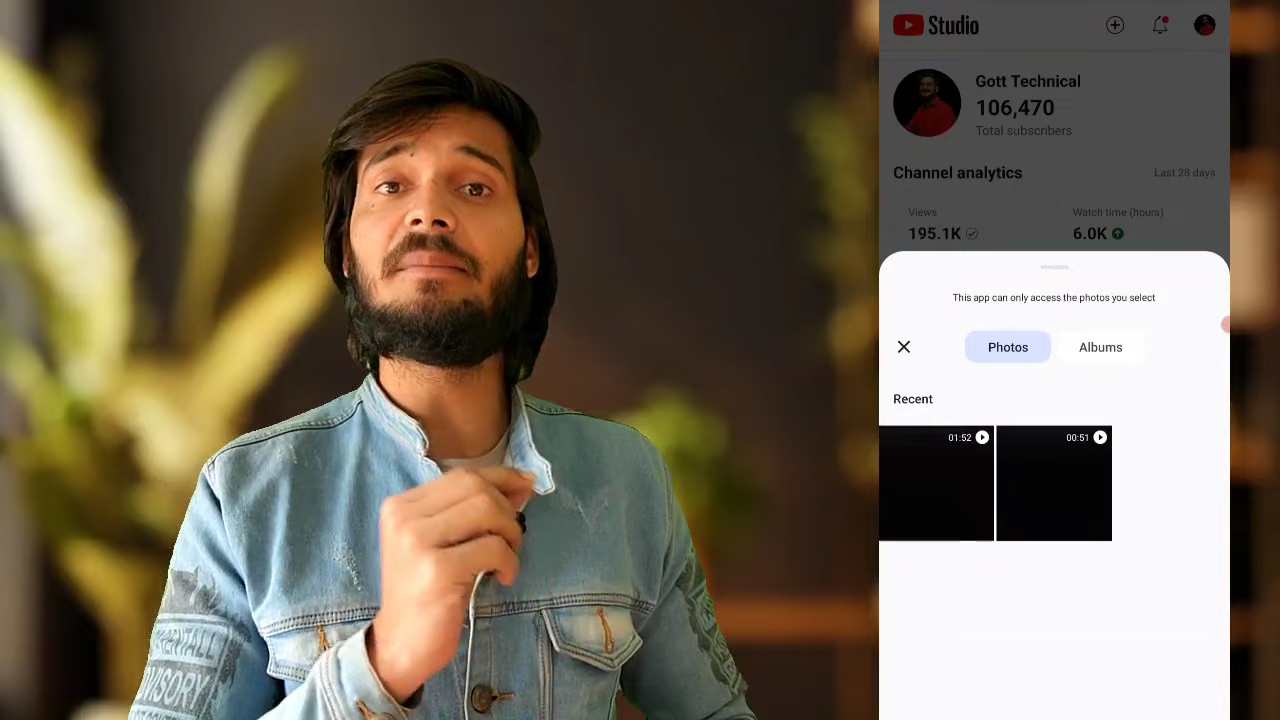 Studio
Gott Technical
106,470
Total subscribers
Channel analytics
Last 28 days
Views
Watch time (hours)
195.1K
6.0K
This app can only access the photos you select
Photos
Albums
Recent
01:52
00:51